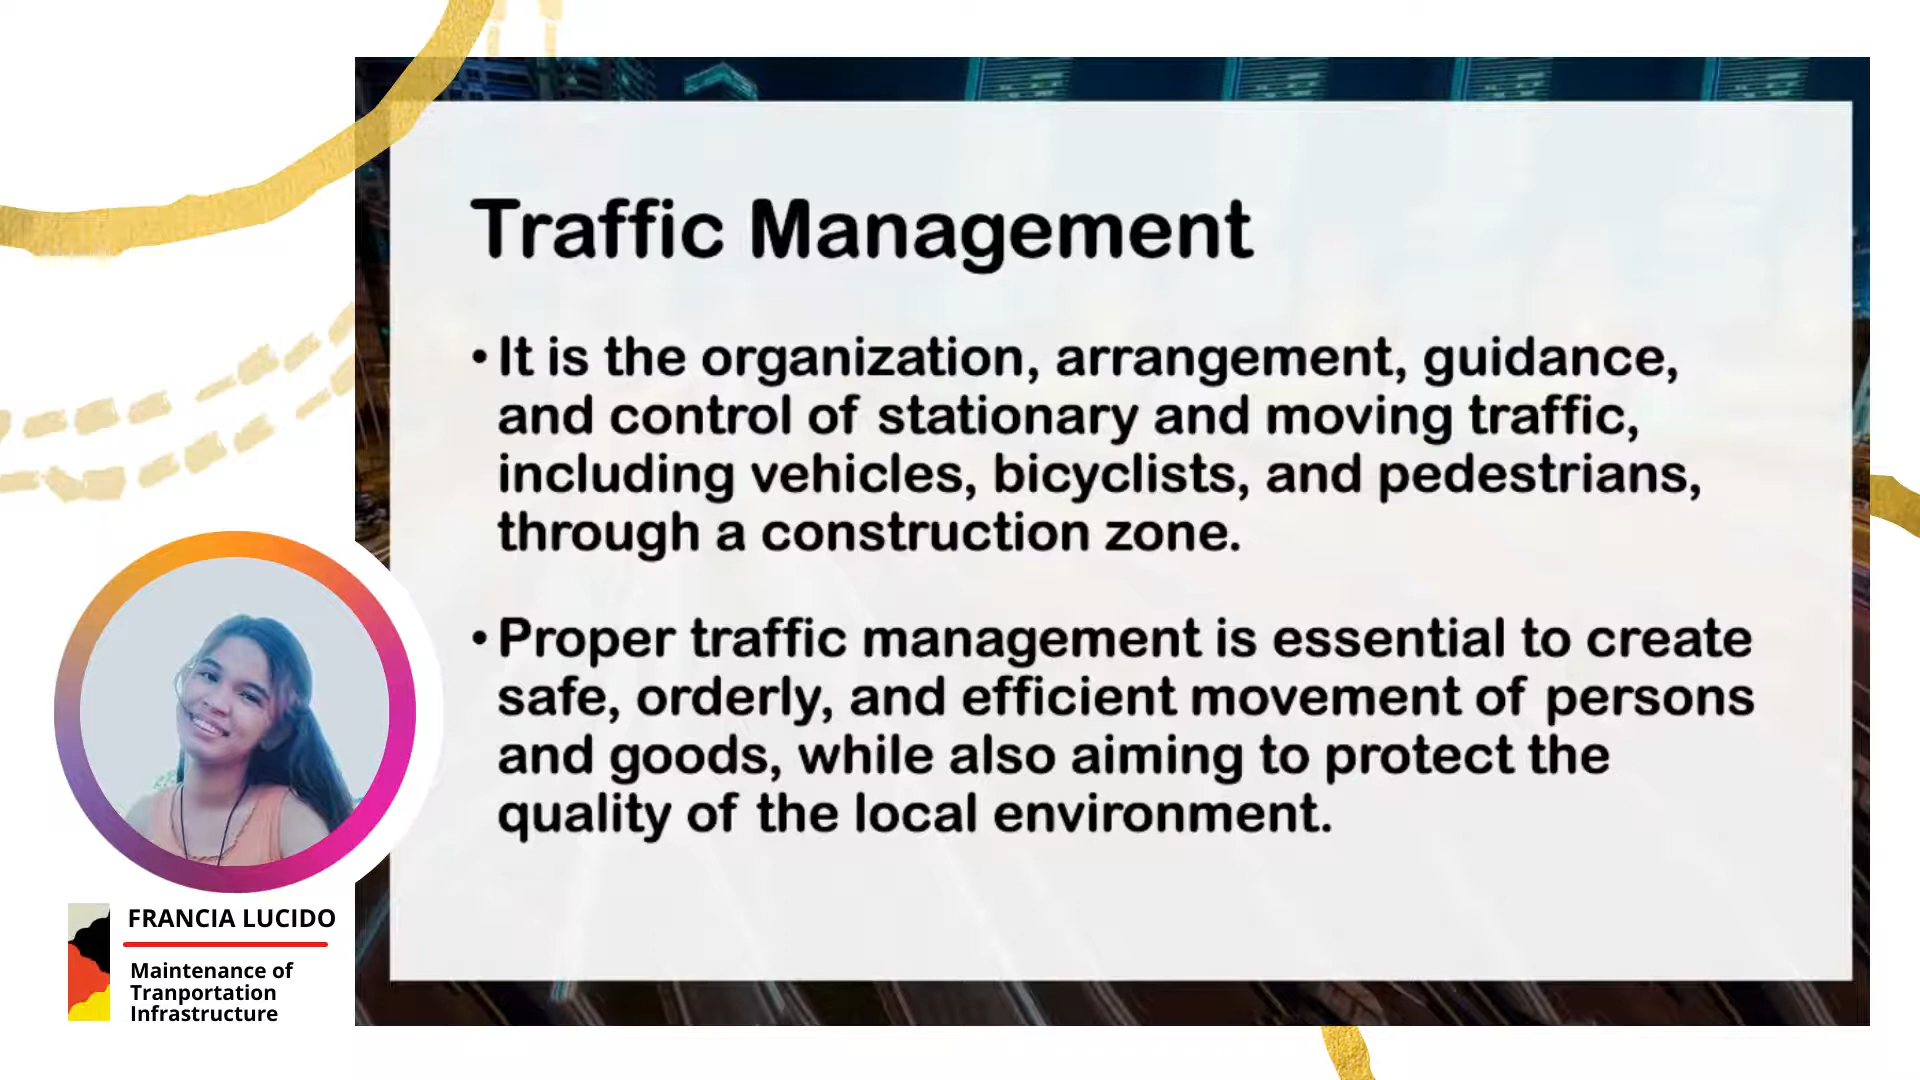 Traffic Management
• It is the organization, arrangement, guidance,
and control of stationary and moving traffic,
including vehicles, bicyclists, and pedestrians,
through a construction zone.
• Proper traffic management is essential to create
safe, orderly, and efficient movement of persons
and goods, while also aiming to protect the
quality of the local environment.
FRANCIA LUCIDO
Maintenance of
Tranportation
Infrastructure